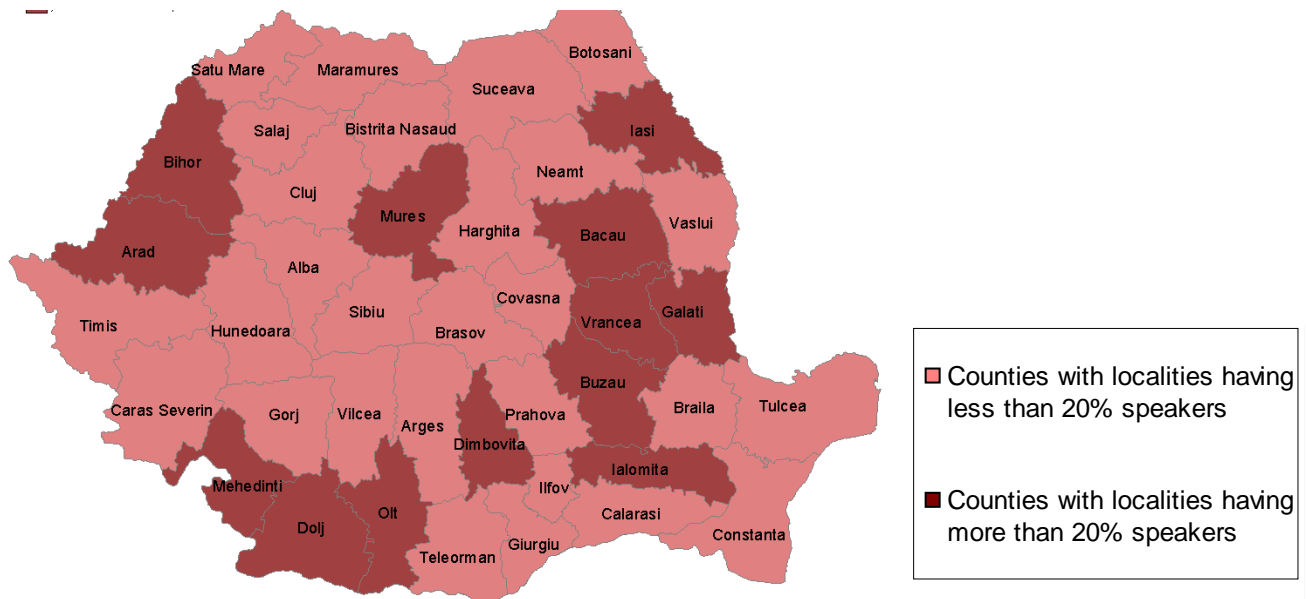 Botosani
Satu Mare
Maramures
Suceava
Salaj
Bistrita Nasaud
Iasi
Bihor
Neamt
Cluj
Mures
Vaslui
Harghita
Bacau
Arad
Alba
Covasna
Sibiu
Galati
Timis
Hunedoara
Brasov
Vrancea
Buzau
Caras Severin
Gorj
Vilcea
Prahova
Braila
Tulcea
Arges
Dimbovita
Ialomita
Mehedinti
Ilfov
Olt
Calarasi
Dolj
Constanta
Giurgiu
Teleorman
Counties with localities having
less than 20% speakers
Counties with localities having
more than 20% speakers